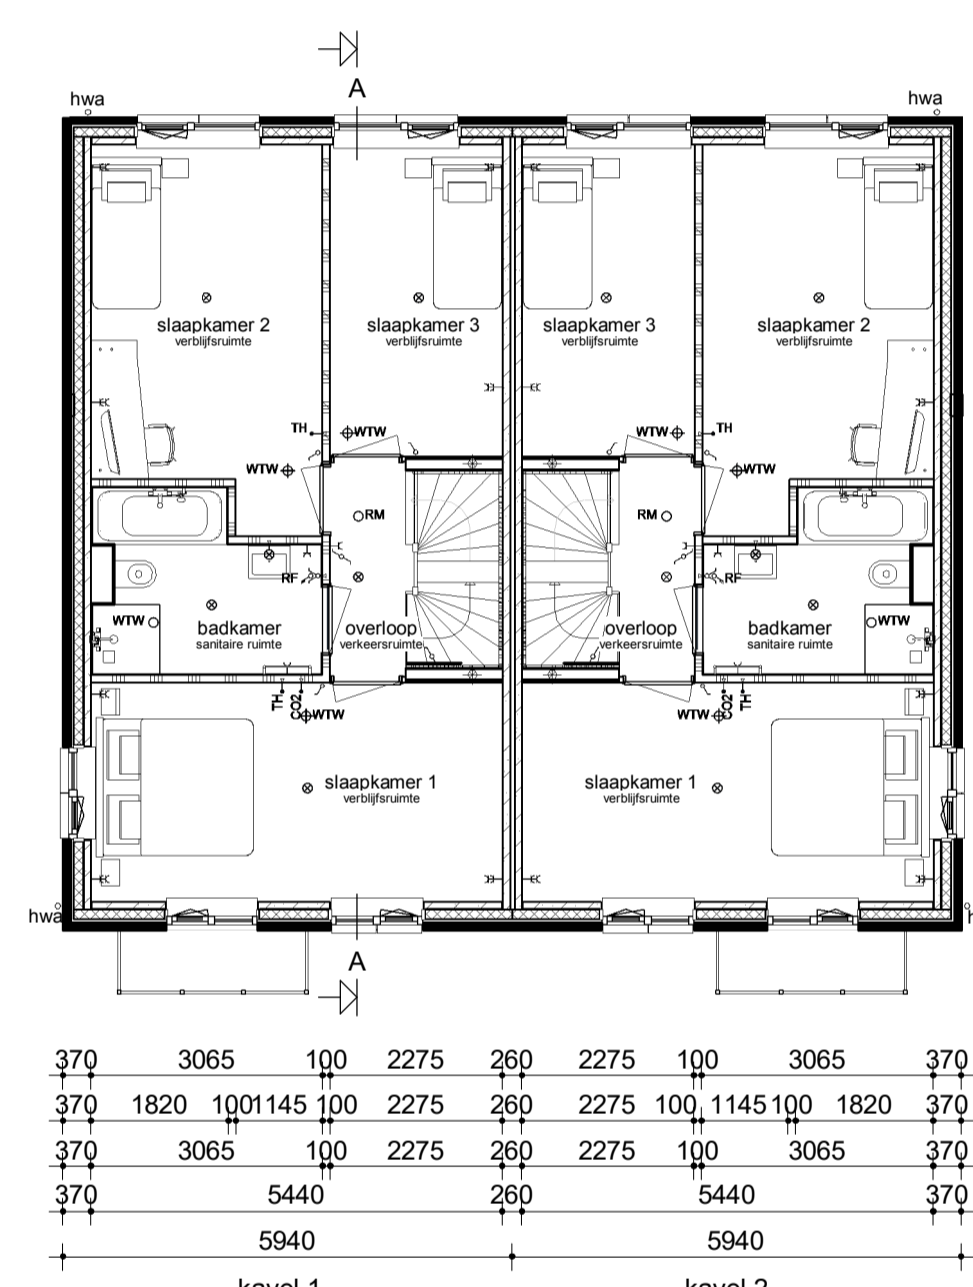 A
hwa hwa
slaapkamer 2 slaapkamer 3 slaapkamer 3 slaapkamer 2
verblijfsruimte verblijfsruimte verblijfsruimte verblijfsruimte
TH WTW WTW TH
WTW WTW
RM RM
RF RF
WTW WTW
badkamer overloop overloop badkamer
sanitaire ruimte verkeersruimte verkeersruimte sanitaire ruimte
TH CO2 WTW WTW CO2 TH
slaapkamer 1 slaapkamer 1
verblijfsruimte verblijfsruimte
hwa h
A
370 3065 100 2275 260 2275 100 3065 370
370 1820 100 1145 100 2275 260 2275 100 1145 100 1820 370
370 3065 100 2275 260 2275 100 3065 370
370 5440 260 5440 370
5940 5940
kavel 1 kavel 2